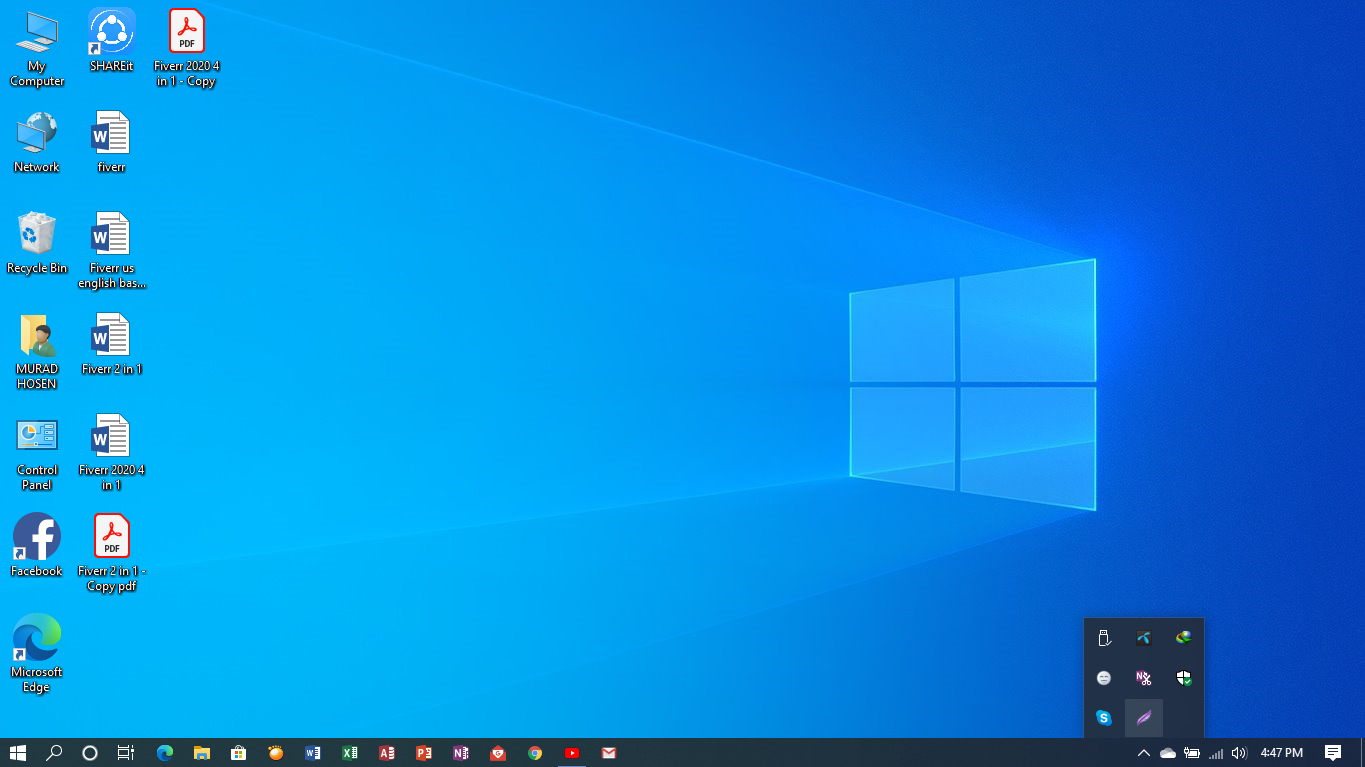 My
Computer
SHAREit
PDF
Fiverr 2020 4
in 1 - Copy
Network
W
fiverr
Recycle Bin
W
Fiverr us
english bas...
MURAD
HOSEN
W
Fiverr 2 in 1
Control
Panel
W
Fiverr 2020 4
in 1
Facebook
PDF
Fiverr 2 in 1 -
Copy pdf
Microsoft
Edge
4:47 PM